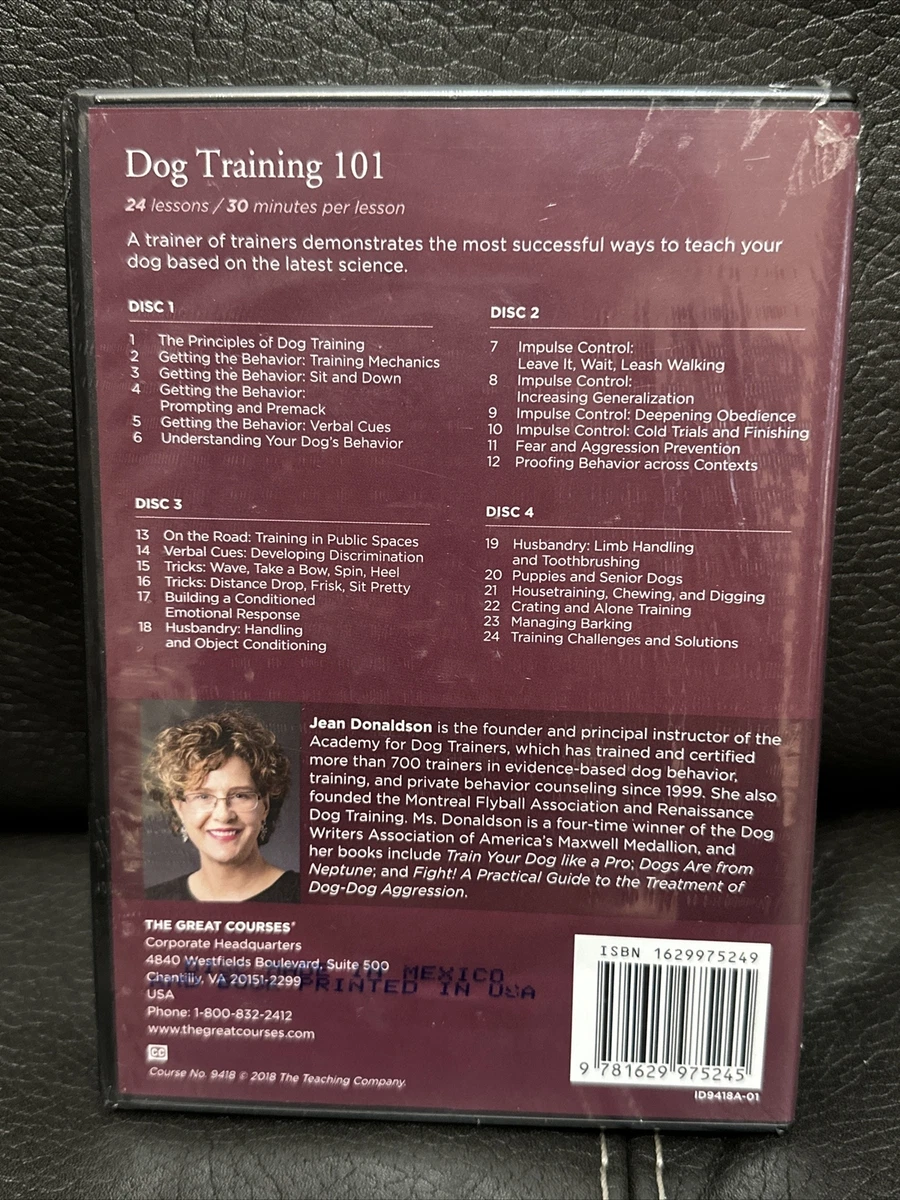 Dog Training 101
24 lessons / 30 minutes per lesson
A trainer of trainers demonstrates the most successful ways to teach your
dog based on the latest science.
DISC 1
1 The Principles of Dog Training
2 Getting the Behavior: Training Mechanics
3 Getting the Behavior: Sit and Down
4 Getting the Behavior:
Prompting and Premack
5 Getting the Behavior: Verbal Cues
6 Understanding Your Dog's Behavior
DISC 2
7 Impulse Control:
Leave It, Wait, Leash Walking
8 Impulse Control:
Increasing Generalization
9 Impulse Control: Deepening Obedience
10 Impulse Control: Cold Trials and Finishing
11 Fear and Aggression Prevention
12 Proofing Behavior across Contexts
DISC 3
13 On the Road: Training in Public Spaces
14 Verbal Cues: Developing Discrimination
15 Tricks: Wave, Take a Bow, Spin, Heel
16 Tricks: Distance Drop, Frisk, Sit Pretty
17 Building a Conditioned
Emotional Response
18 Husbandry: Handling
and Object Conditioning
DISC 4
19 Husbandry: Limb Handling
and Toothbrushing
20 Puppies and Senior Dogs
21 Housetraining, Chewing, and Digging
22 Crating and Alone Training
23 Managing Barking
24 Training Challenges and Solutions
Jean Donaldson is the founder and principal instructor of the
Academy for Dog Trainers, which has trained and certified
more than 700 trainers in evidence-based dog behavior,
training, and private behavior counseling since 1999. She also
founded the Montreal Flyball Association and Renaissance
Dog Training. Ms. Donaldson is a four-time winner of the Dog
Writers Association of America's Maxwell Medallion, and
her books include Train Your Dog like a Pro; Dogs Are from
Neptune; and Fight! A Practical Guide to the Treatment of
Dog-Dog Aggression.
THE GREAT COURSES®
Corporate Headquarters
4840 Westfields Boulevard, Suite 500
Chantilly, VA 20151-2299
USA
Phone: 1-800-832-2412
www.thegreatcourses.com
IN MEXICO
PRINTED IN USA
CC
Course No. 9418 © 2018 The Teaching Company.
ISBN 1629975249
9 781629 975245
ID9418A-01